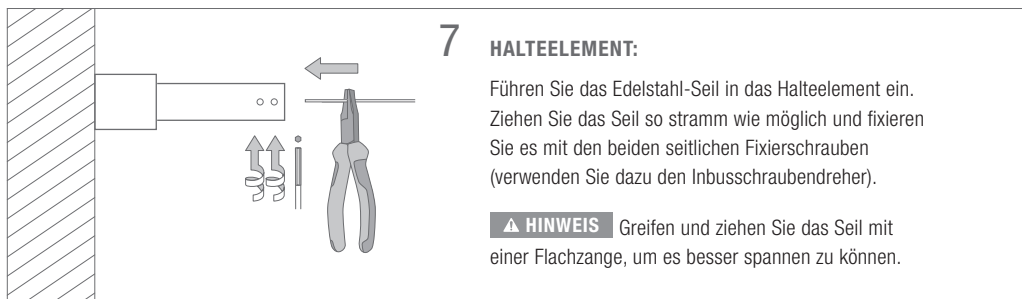 7 HALTEELEMENT:
Führen Sie das Edelstahl-Seil in das Halteelement ein.
Ziehen Sie das Seil so stramm wie möglich und fixieren
Sie es mit den beiden seitlichen Fixierschrauben
(verwenden Sie dazu den Inbusschraubendreher).
HINWEIS Greifen und ziehen Sie das Seil mit
einer Flachzange, um es besser spannen zu können.